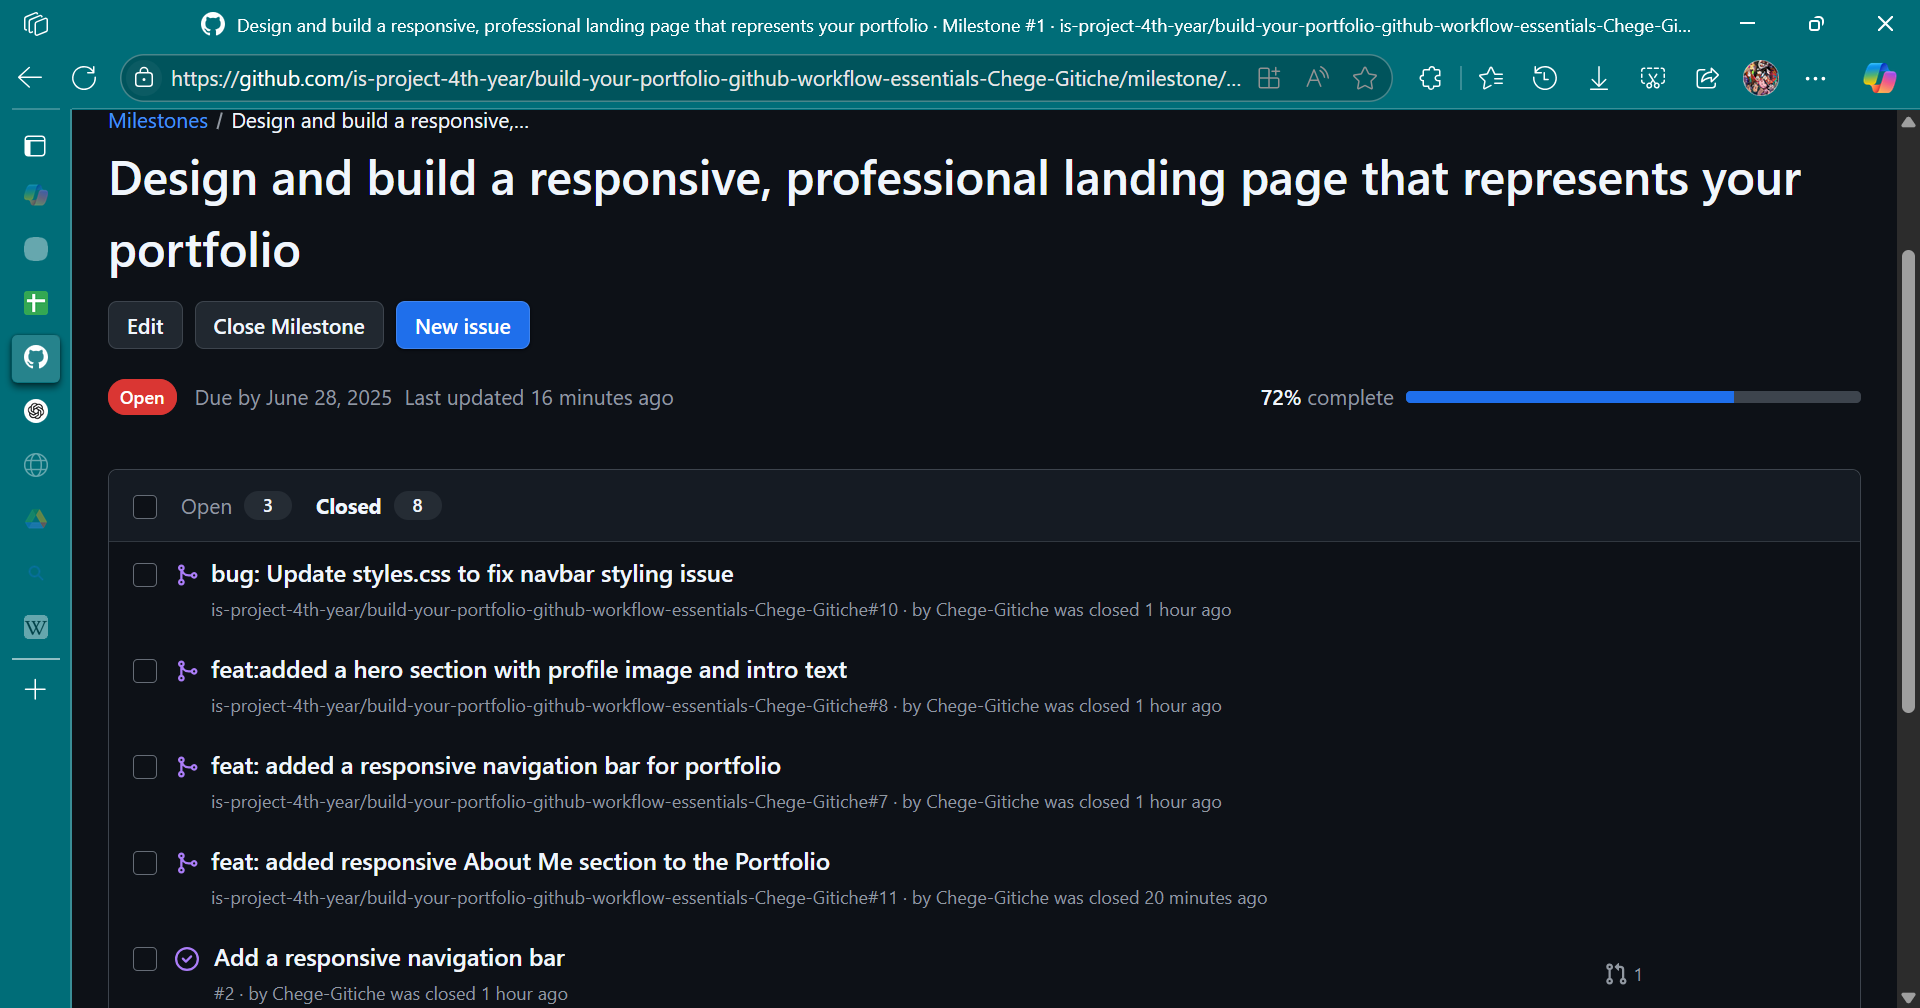 Design and build a responsive, professional landing page that represents your portfolio · Milestone #1 · is-project-4th-year/build-your-portfolio-github-workflow-essentials-Chege-Gi...
https://github.com/is-project-4th-year/build-your-portfolio-github-workflow-essentials-Chege-Gitiche/milestone/...
Milestones / Design and build a responsive,...
Design and build a responsive, professional landing page that represents your
portfolio
Edit Close Milestone New issue
Open Due by June 28, 2025 Last updated 16 minutes ago 72% complete
Open 3 Closed 8
bug: Update styles.css to fix navbar styling issue
is-project-4th-year/build-your-portfolio-github-workflow-essentials-Chege-Gitiche#10 · by Chege-Gitiche was closed 1 hour ago
feat:added a hero section with profile image and intro text
is-project-4th-year/build-your-portfolio-github-workflow-essentials-Chege-Gitiche#8 · by Chege-Gitiche was closed 1 hour ago
feat: added a responsive navigation bar for portfolio
is-project-4th-year/build-your-portfolio-github-workflow-essentials-Chege-Gitiche#7 · by Chege-Gitiche was closed 1 hour ago
feat: added responsive About Me section to the Portfolio
is-project-4th-year/build-your-portfolio-github-workflow-essentials-Chege-Gitiche#11 · by Chege-Gitiche was closed 20 minutes ago
W
Add a responsive navigation bar
1
#2 · by Chege-Gitiche was closed 1 hour ago